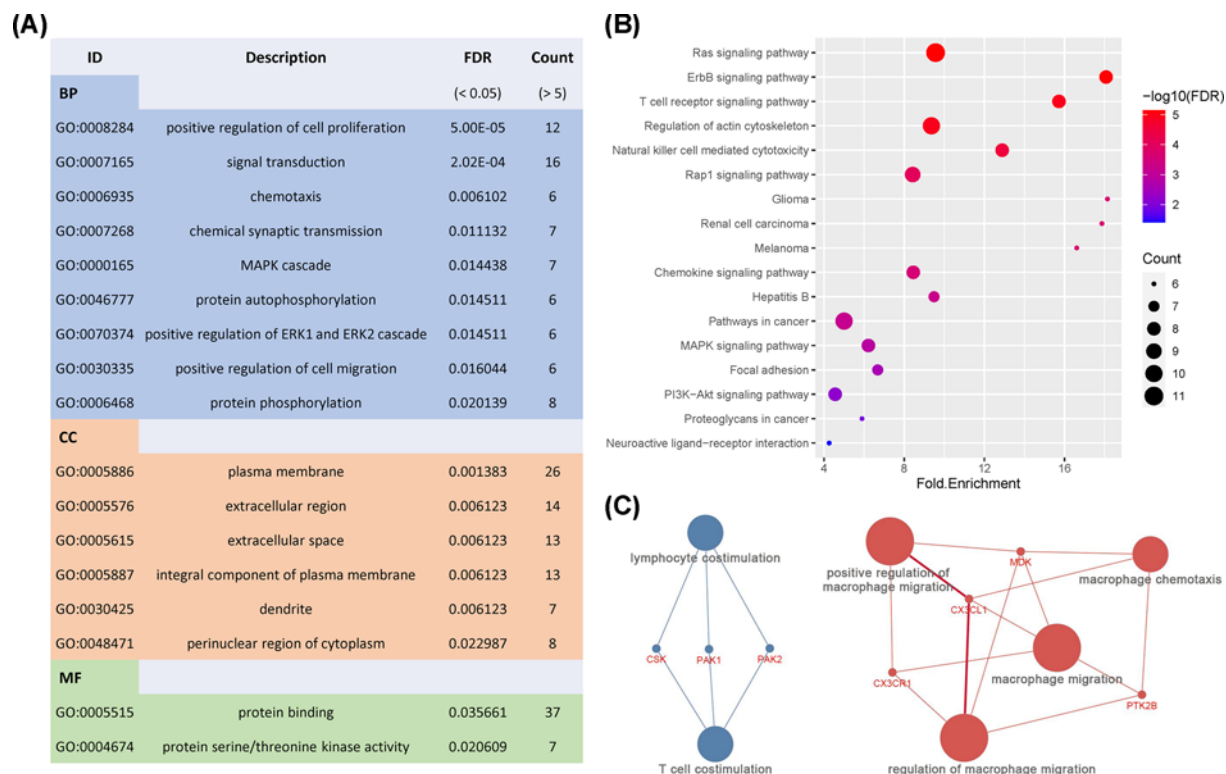 (A)
ID Description FDR Count
BP (< 0.05) (> 5)
GO:0008284 positive regulation of cell proliferation 5.00E-05 12
GO:0007165 signal transduction 2.02E-04 16
GO:0006935 chemotaxis 0.006102 6
GO:0007268 chemical synaptic transmission 0.011132 7
GO:0000165 MAPK cascade 0.014438 7
GO:0046777 protein autophosphorylation 0.014511 6
GO:0070374 positive regulation of ERK1 and ERK2 cascade 0.014511 6
GO:0030335 positive regulation of cell migration 0.016044 6
GO:0006468 protein phosphorylation 0.020139 8
CC
GO:0005886 plasma membrane 0.001383 26
GO:0005576 extracellular region 0.006123 14
GO:0005615 extracellular space 0.006123 13
GO:0005887 integral component of plasma membrane 0.006123 13
GO:0030425 dendrite 0.006123 7
GO:0048471 perinuclear region of cytoplasm 0.022987 8
MF
GO:0005515 protein binding 0.035661 37
GO:0004674 protein serine/threonine kinase activity 0.020609 7
(B)
Ras signaling pathway
ErbB signaling pathway
T cell receptor signaling pathway
Regulation of actin cytoskeleton
Natural killer cell mediated cytotoxicity
Rap1 signaling pathway
Glioma
Renal cell carcinoma
Melanoma
Chemokine signaling pathway
Hepatitis B
Pathways in cancer
MAPK signaling pathway
Focal adhesion
PI3K−Akt signaling pathway
Proteoglycans in cancer
Neuroactive ligand−receptor interaction
4 8 12 16
Fold.Enrichment
−log10(FDR)
5
4
3
2
Count
6
7
8
9
10
11
(C)
lymphocyte costimulation
CSK PAK1 PAK2
T cell costimulation
positive regulation of
macrophage migration
MDK
macrophage chemotaxis
CX3CL1
CX3CR1
macrophage migration
PTK2B
regulation of macrophage migration